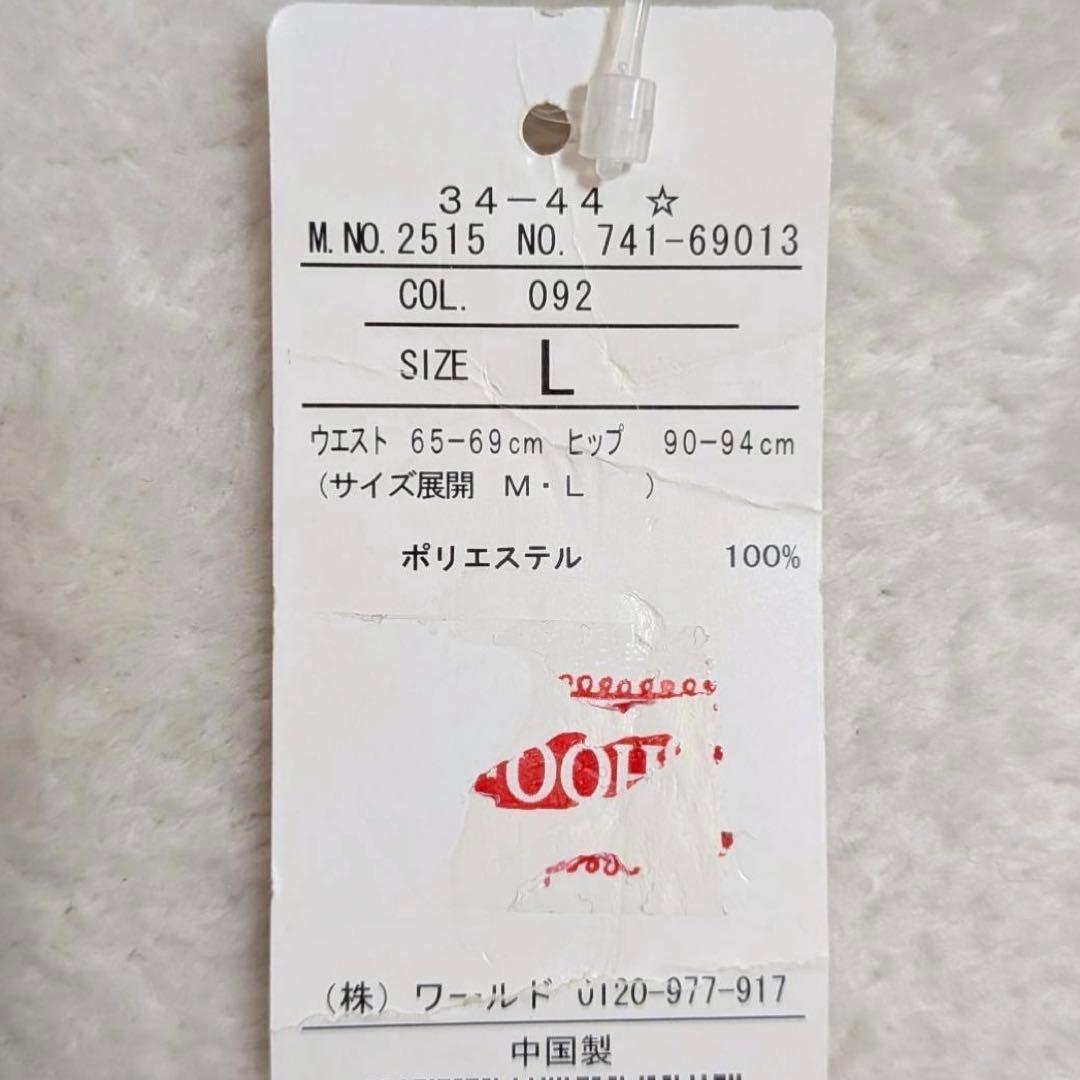 34-44 ☆
M.NO.2515 NO. 741-69013
COL. 092
SIZE L
ウエスト 65-69cm ヒップ 90-94cm
(サイズ展開 M・L )
ポリエステル 100%
(株) ワールド 0120-977-917
中国製